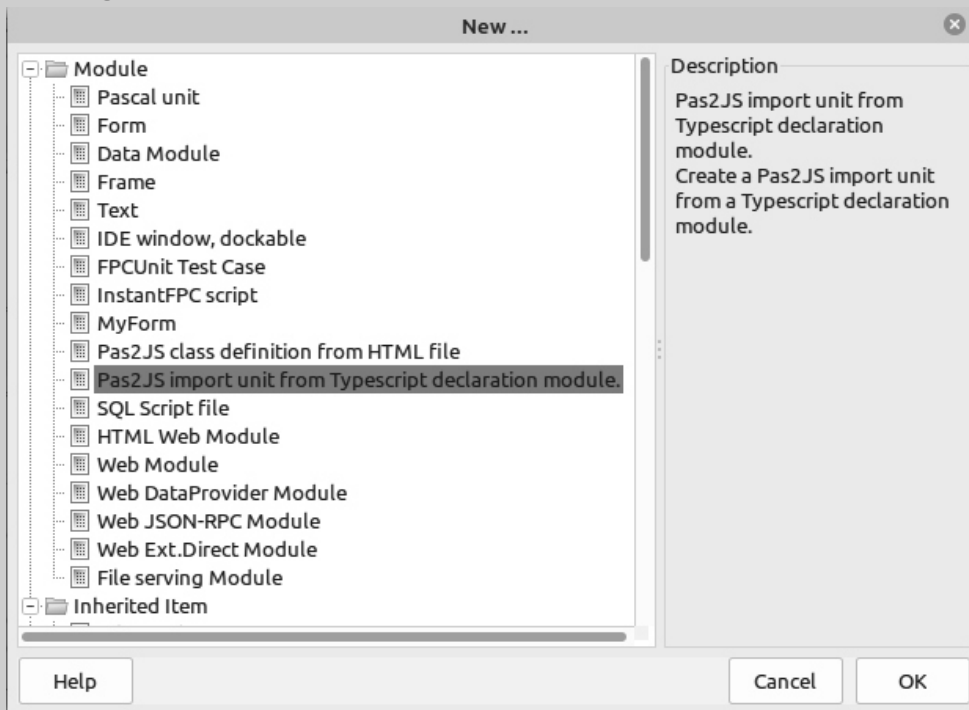 New ...
Module
Pascal unit
Form
Data Module
Frame
Text
IDE window, dockable
FPCUnit Test Case
InstantFPC script
MyForm
Pas2JS class definition from HTML file
Pas2JS import unit from Typescript declaration module.
SQL Script file
HTML Web Module
Web Module
Web DataProvider Module
Web JSON-RPC Module
Web Ext.Direct Module
File serving Module
Inherited Item
Description
Pas2JS import unit from
Typescript declaration
module.
Create a Pas2JS import unit
from a Typescript declaration
module.
Help
Cancel
OK